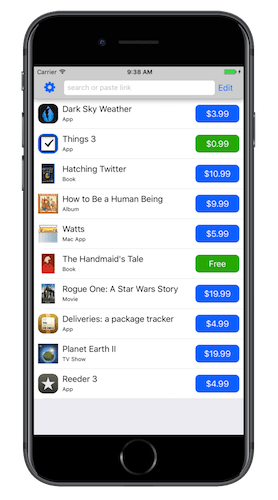 Carrier 9:38 AM
search or paste link Edit
Dark Sky Weather
App
$3.99
Things 3
App
$0.99
Hatching Twitter
Book
$10.99
How to Be a Human Being
Album
$9.99
Watts
Mac App
$5.99
The Handmaid's Tale
Book
Free
Rogue One: A Star Wars Story
Movie
$19.99
Deliveries: a package tracker
App
$4.99
Planet Earth II
TV Show
$19.99
Reeder 3
App
$4.99